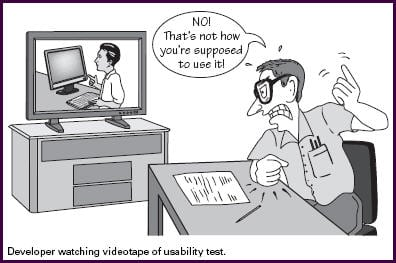 NO!
That's not how
you're supposed
to use it!
Developer watching videotape of usability test.